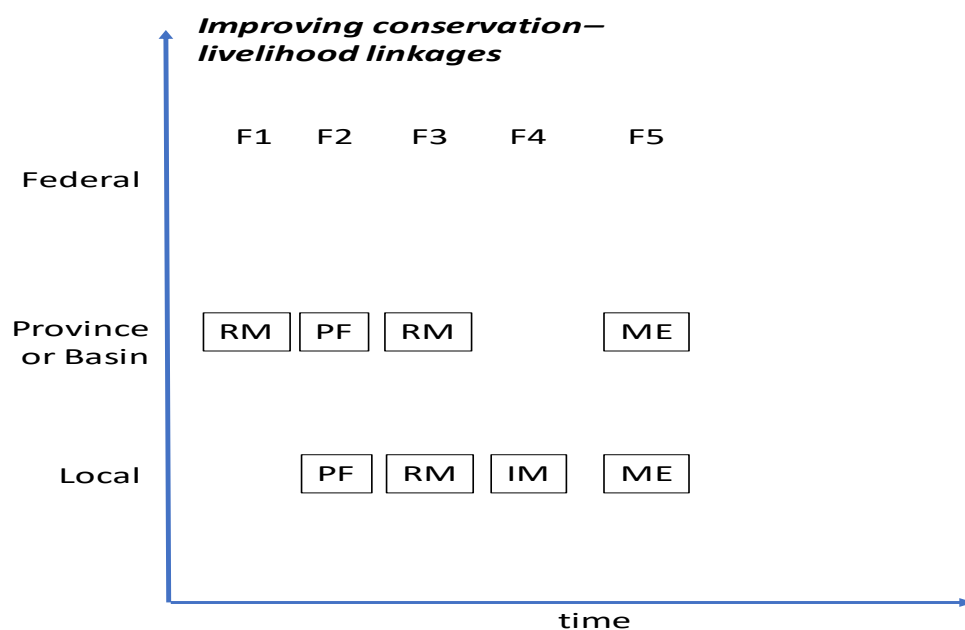 Improving conservation–
livelihood linkages
F1 F2 F3 F4 F5
Federal
Province
or Basin
RM PF RM ME
Local
PF RM IM ME
time